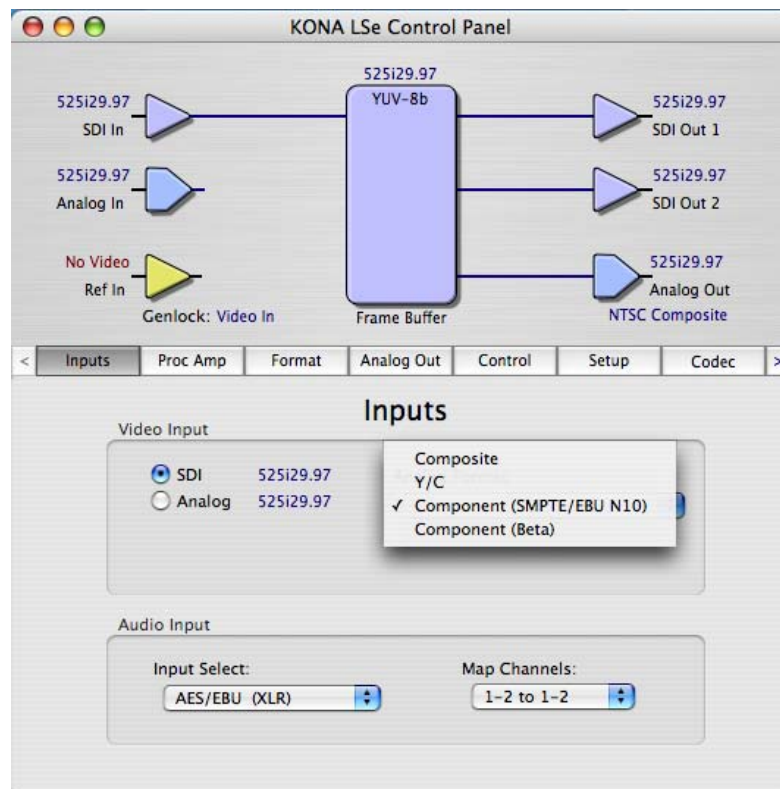 KONA LSe Control Panel
525i29.97
YUV-8b
525i29.97
SDI In
525i29.97
SDI Out 1
525i29.97
Analog In
525i29.97
SDI Out 2
No Video
Ref In
Genlock: Video In
Frame Buffer
525i29.97
Analog Out
NTSC Composite
< Inputs Proc Amp Format Analog Out Control Setup Codec >
Inputs
Video Input
SDI 525i29.97
Analog 525i29.97
Composite
Y/C
✓ Component (SMPTE/EBU N10)
Component (Beta)
Audio Input
Input Select:
AES/EBU (XLR)
Map Channels:
1-2 to 1-2